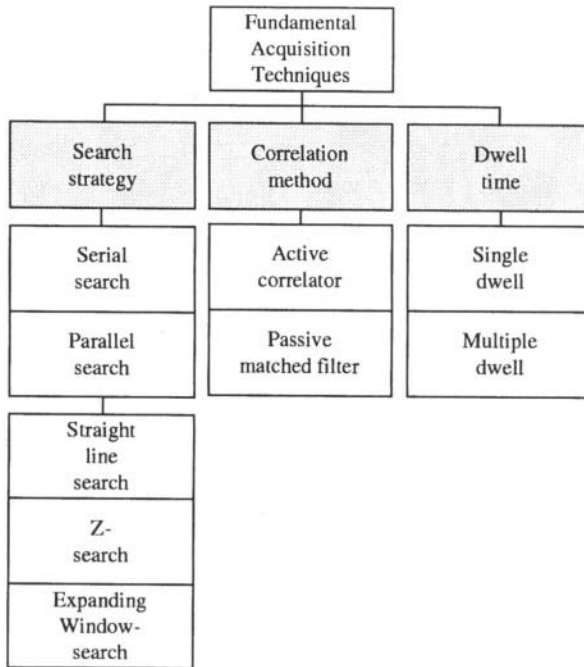 Fundamental
Acquisition
Techniques
Search
strategy
Correlation
method
Dwell
time
Serial
search
Active
correlator
Single
dwell
Parallel
search
Passive
matched filter
Multiple
dwell
Straight
line
search
Z-
search
Expanding
Window-
search